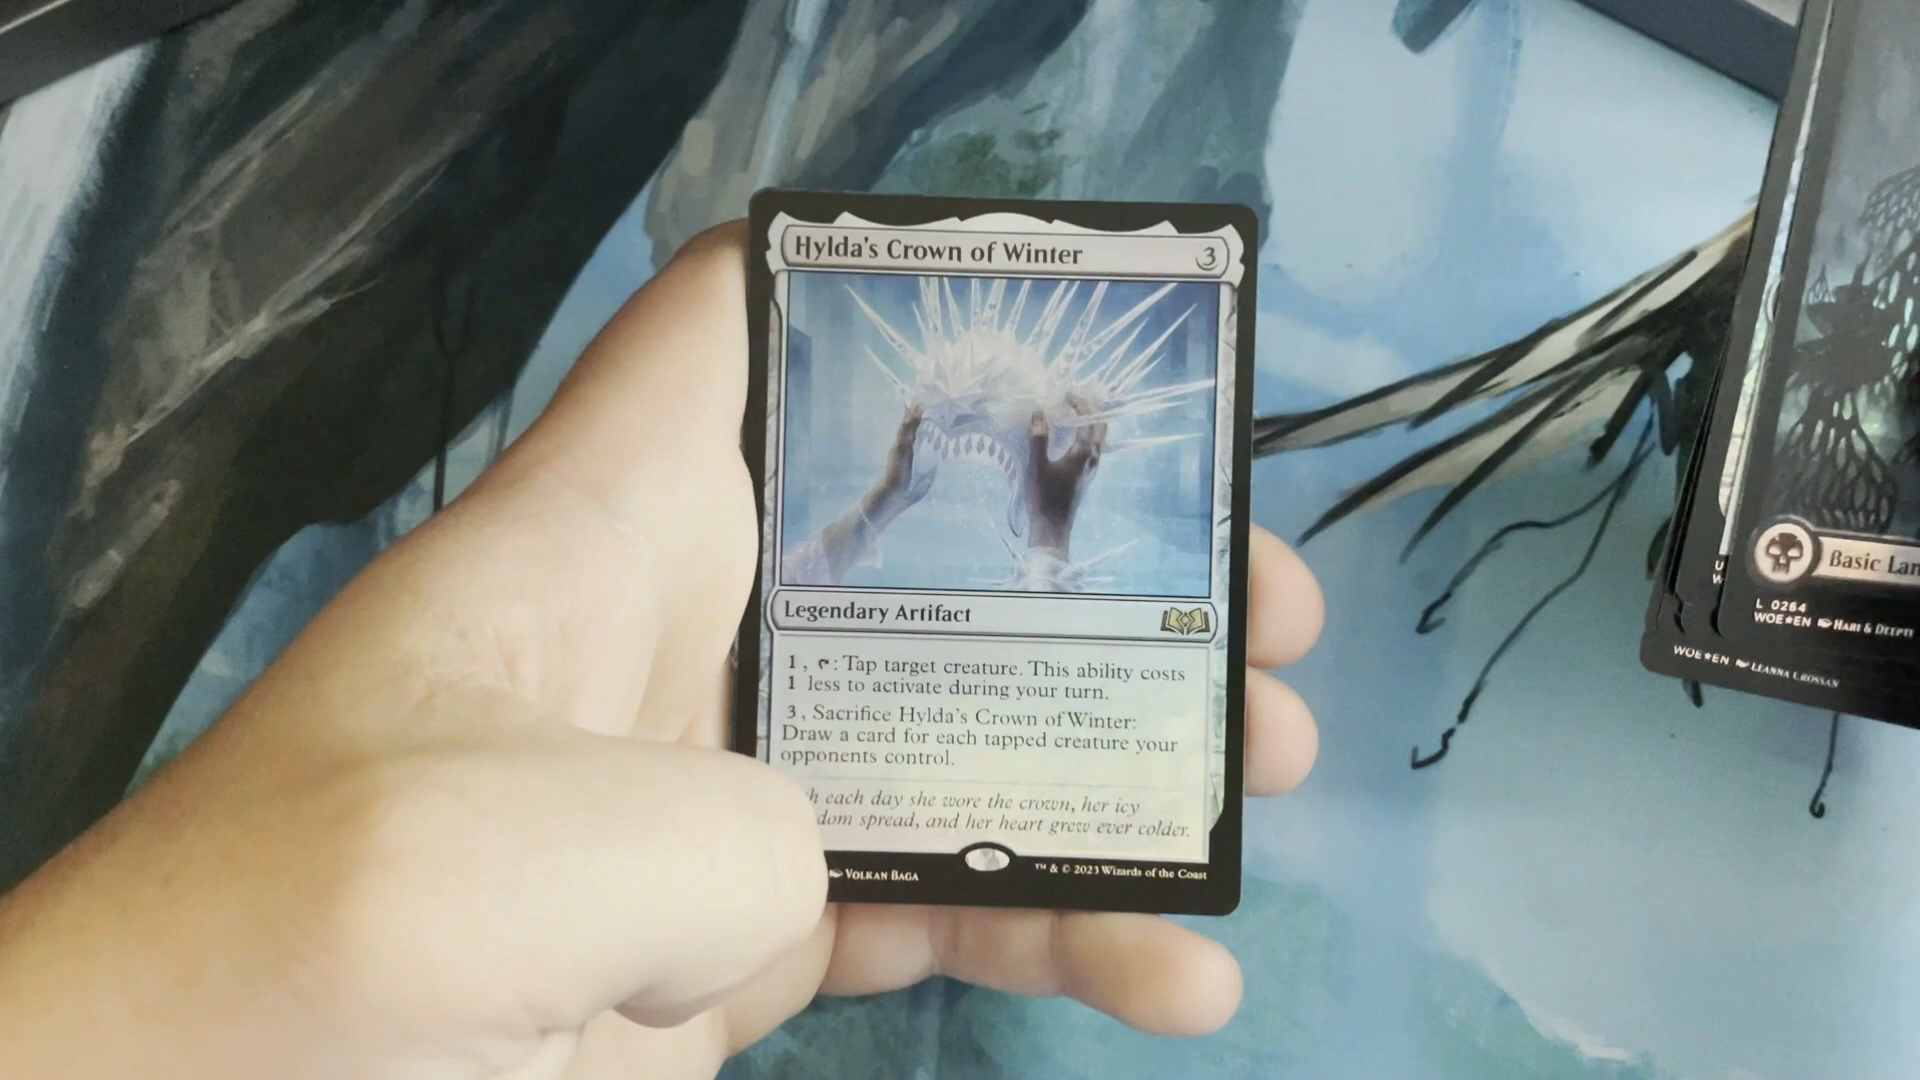 Hylda's Crown of Winter 3
Legendary Artifact
1, : Tap target creature. This ability costs
1 less to activate during your turn.
3, Sacrifice Hylda's Crown of Winter:
Draw a card for each tapped creature your
opponents control.
each day she wore the crown, her icy
spread, and her heart grew ever colder.
VOLKAN BAGA
™ & © 2023 Wizards of the Coast
Basic
L 0264
WOE★EN HARI & DEEPTI
U
W
WOE★EN LEANNA CROSSAN